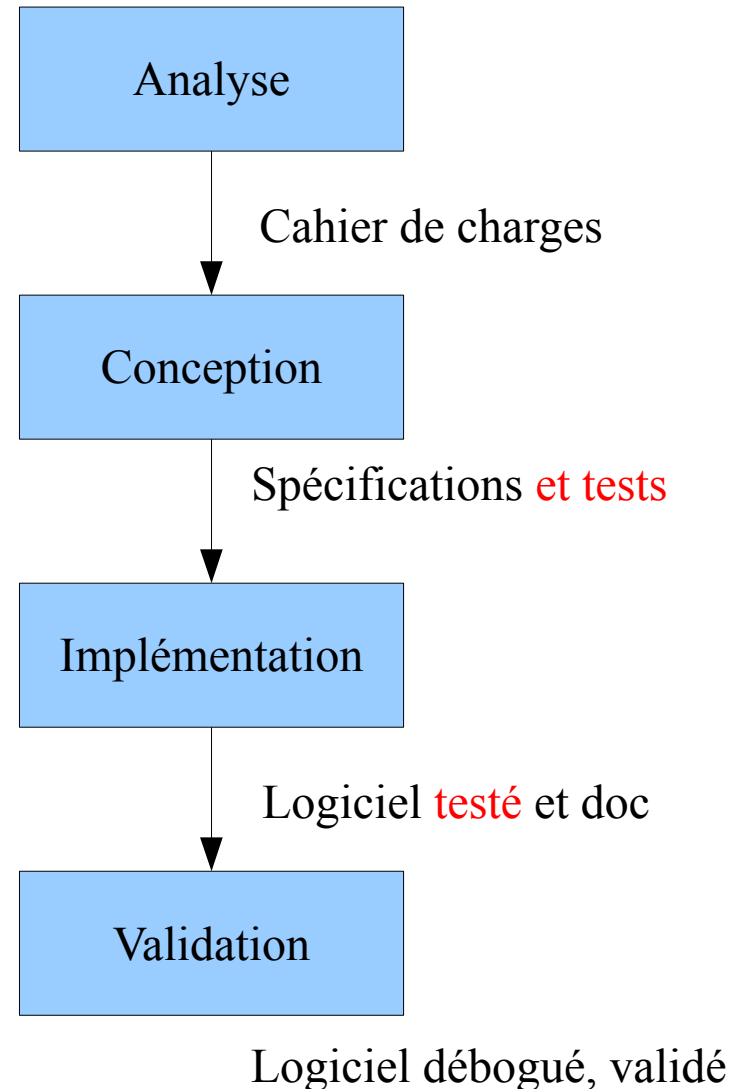 Analyse
Cahier de charges
Conception
Spécifications et tests
Implémentation
Logiciel testé et doc
Validation
Logiciel débogué, validé